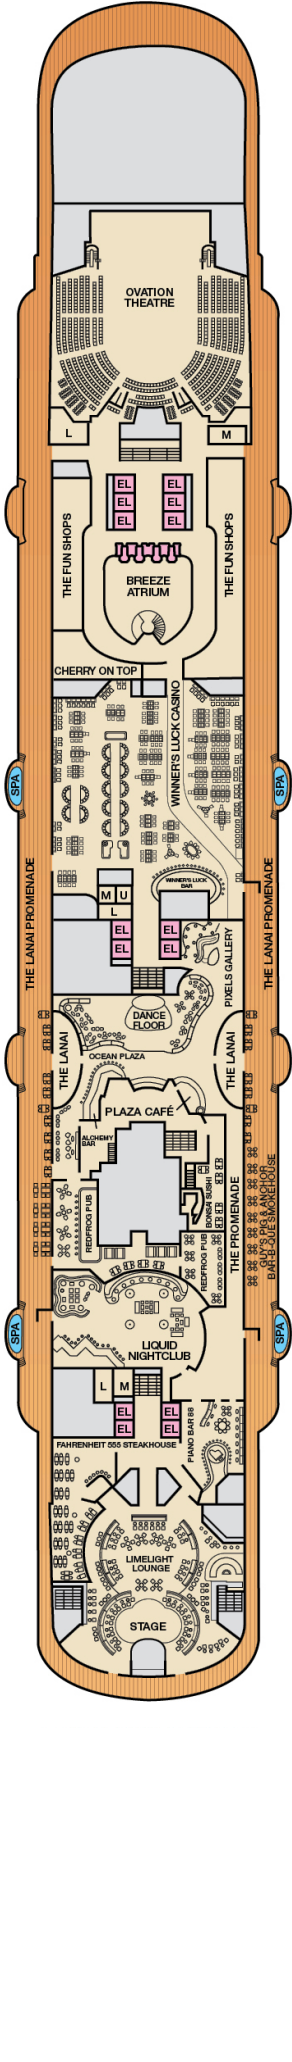 OVATION
THEATRE
L
M
EL
EL
EL
EL
EL
EL
THE FUN SHOPS
THE FUN SHOPS
BREEZE
ATRIUM
CHERRY ON TOP
WINNER'S LUCK CASINO
SPA
SPA
THE LANAI PROMENADE
THE LANAI PROMENADE
WINNER'S LUCK
BAR
M
U
L
EL
EL
EL
EL
PIXELS GALLERY
DANCE
FLOOR
THE LANAI
THE LANAI
OCEAN PLAZA
PLAZA CAFÉ
ALCHEMY
BAR
REDFROG PUB
BONSAI SUSHI
REDFROG PUB
THE PROMENADE
GUY'S PIG & ANCHOR
BAR-B-QUE SMOKEHOUSE
SPA
SPA
LIQUID
NIGHTCLUB
L
M
EL
EL
EL
EL
PIANO BAR 88
FAHRENHEIT 555 STEAKHOUSE
LIMELIGHT
LOUNGE
STAGE